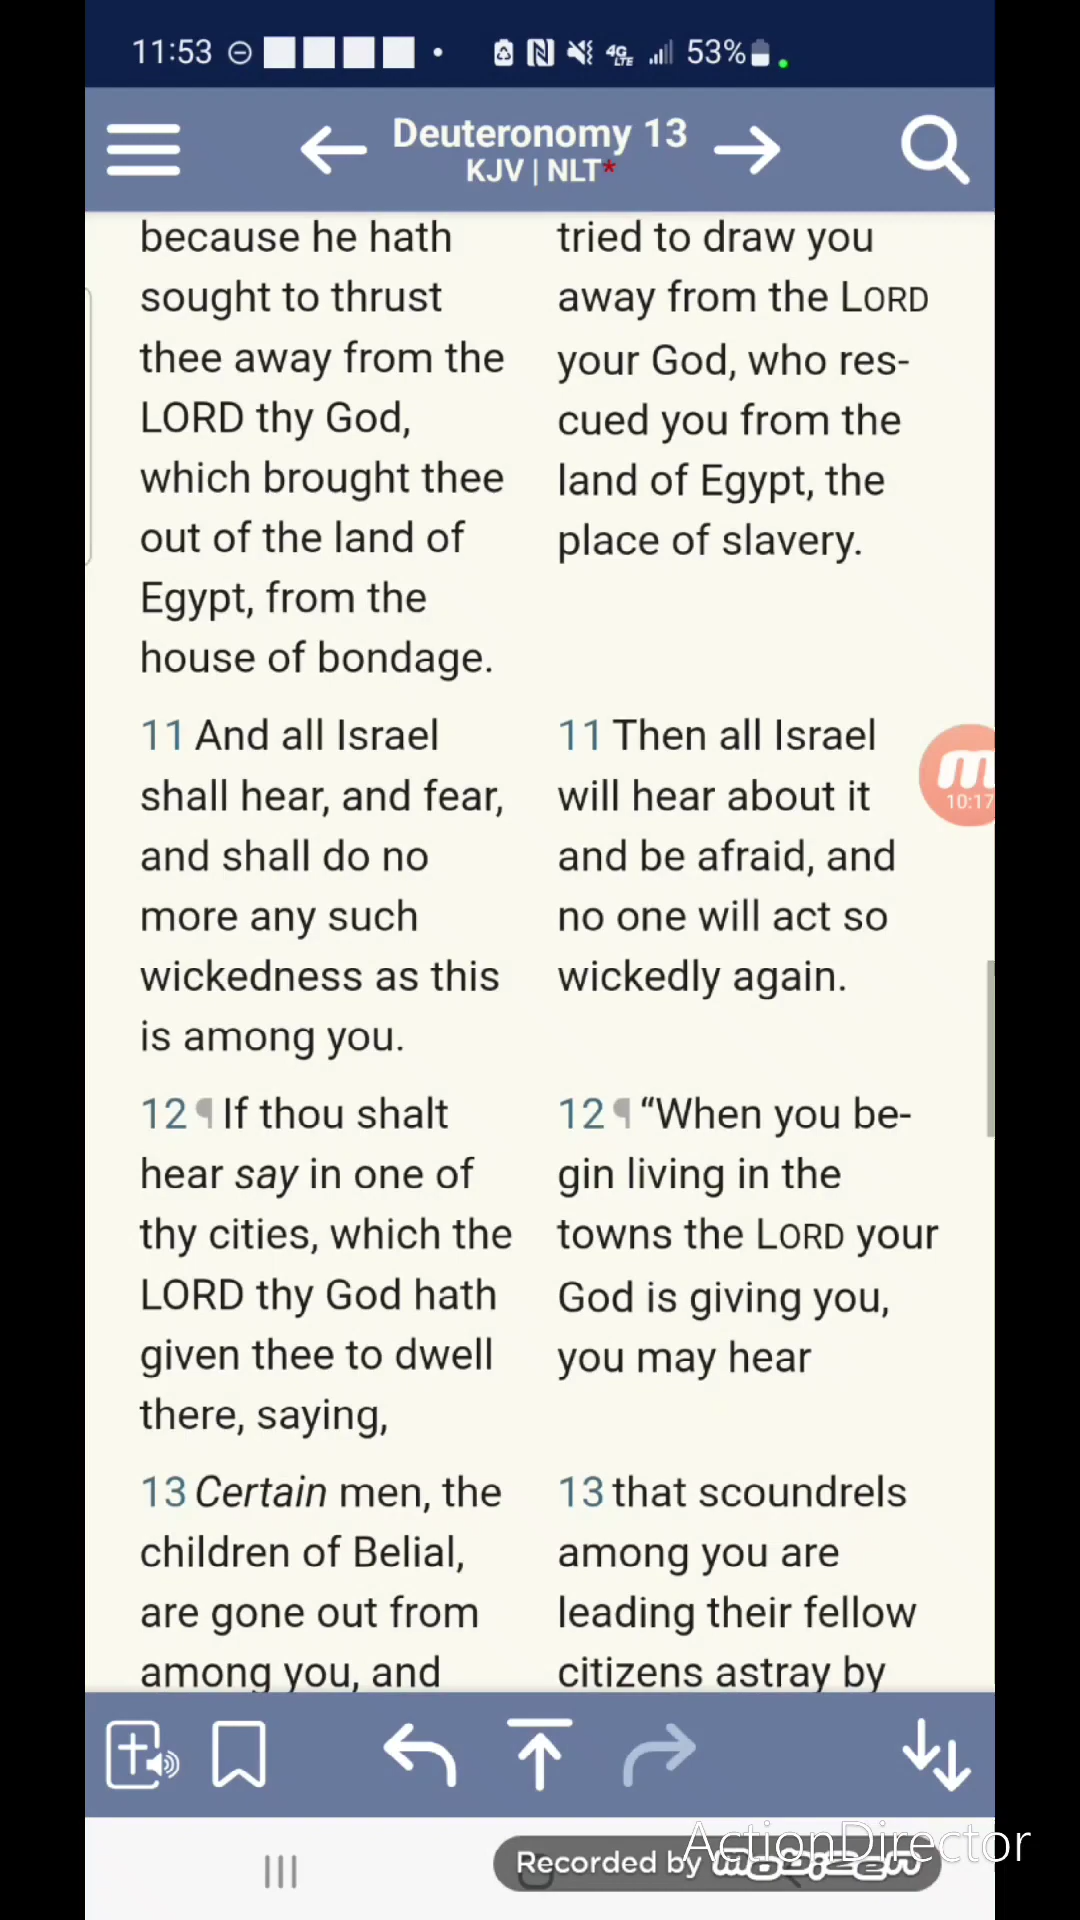 11:53 53%
4G LTE
Deuteronomy 13
KJV | NLT*
because he hath
sought to thrust
thee away from the
LORD thy God,
which brought thee
out of the land of
Egypt, from the
house of bondage.
tried to draw you
away from the LORD
your God, who res-
cued you from the
land of Egypt, the
place of slavery.
11 And all Israel
shall hear, and fear,
and shall do no
more any such
wickedness as this
is among you.
11 Then all Israel
will hear about it
and be afraid, and
no one will act so
wickedly again.
m
10:17
12 ¶ If thou shalt
hear say in one of
thy cities, which the
LORD thy God hath
given thee to dwell
there, saying,
12 ¶ “When you be-
gin living in the
towns the LORD your
God is giving you,
you may hear
13 Certain men, the
children of Belial,
are gone out from
among you, and
13 that scoundrels
among you are
leading their fellow
citizens astray by
ActionDirector
Recorded by mobizen